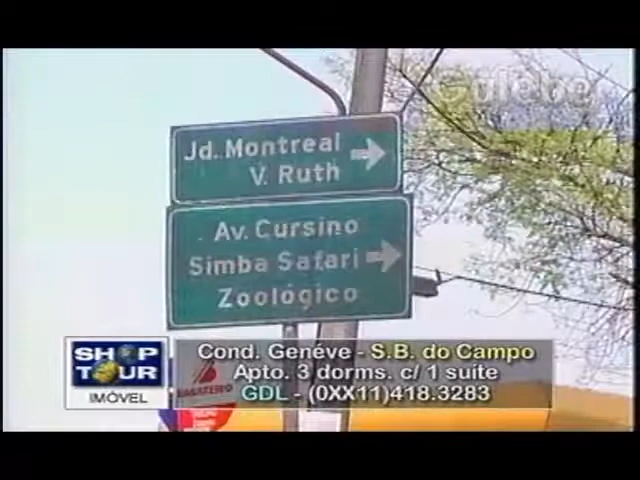 Jd. Montreal
V. Ruth
Av. Cursino
Simba Safari
Zoológico
SHOP
TOUR
IMÓVEL
Cond. Genéve - S.B. do Campo
Apto. 3 dorms. c/ 1 suíte
GDL - (0XX11)418.3283